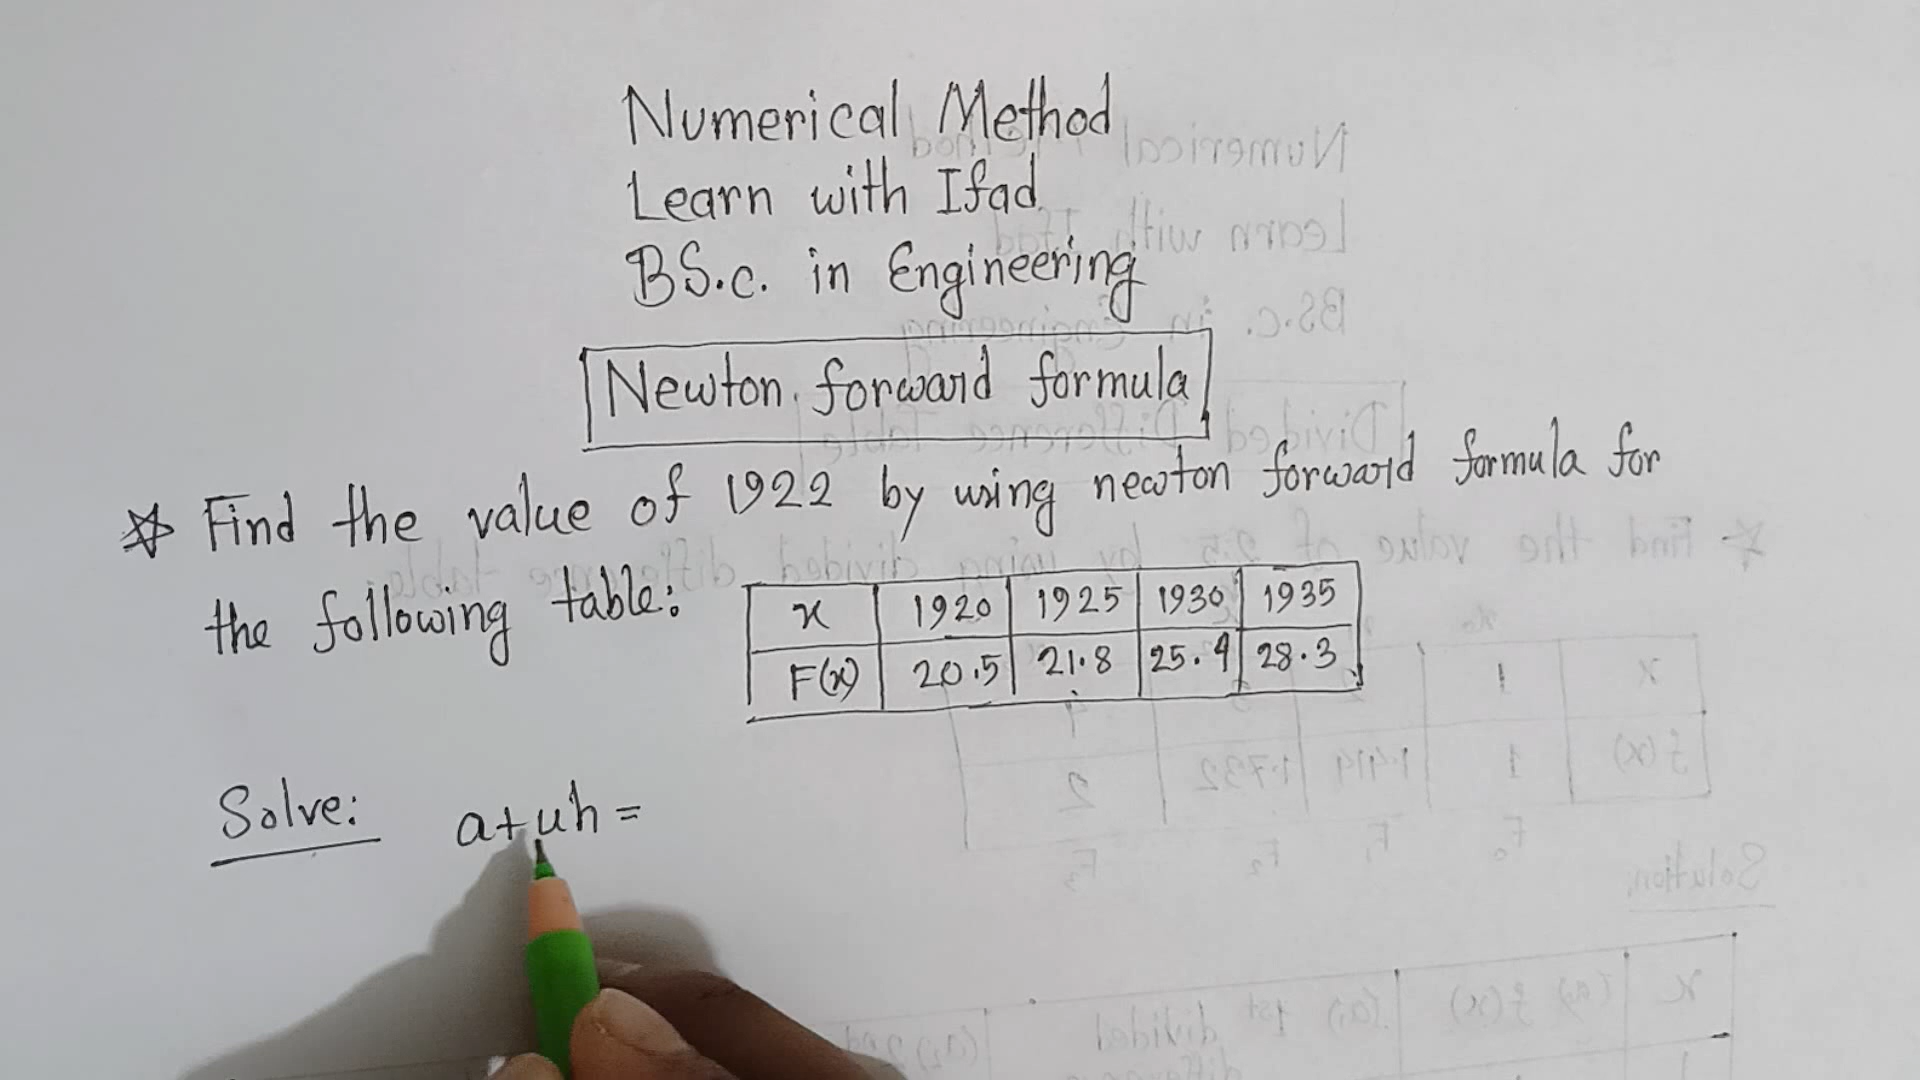 Numerical Method
Learn with Ifad
BS.c. in Engineering
Newton forward formula
Find the value of 1922 by using newton forward formula for
the following table:
x 1920 1925 1930 1935
F(x) 20.5 21.8 25.4 28.3
Solve: a+uh =